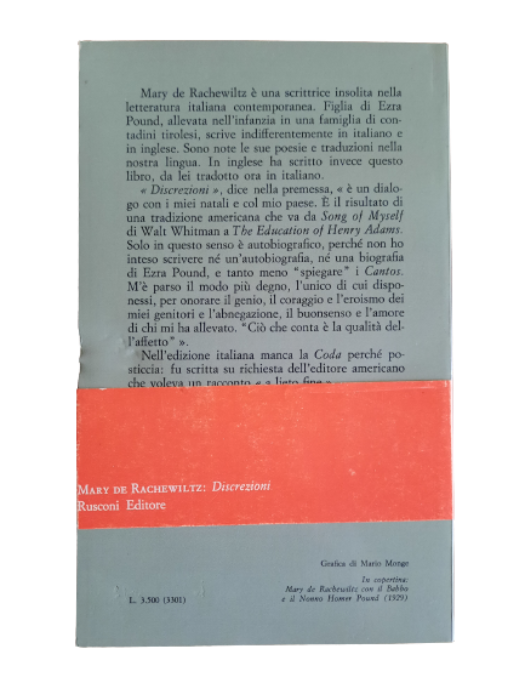 Mary de Rachewiltz è una scrittrice insolita nella
letteratura italiana contemporanea. Figlia di Ezra
Pound, allevata nell'infanzia in una famiglia di con-
tadini tirolesi, scrive indifferentemente in italiano e
in inglese. Sono note le sue poesie e traduzioni nella
nostra lingua. In inglese ha scritto invece questo
libro, da lei tradotto ora in italiano.
« Discrezioni », dice nella premessa, « è un dialo-
go con i miei natali e col mio paese. È il risultato di
una tradizione americana che va da Song of Myself
di Walt Whitman a The Education of Henry Adams.
Solo in questo senso è autobiografico, perché non ho
inteso scrivere né un'autobiografia, né una biografia
di Ezra Pound, e tanto meno "spiegare" i Cantos.
M'è parso il modo più degno, l'unico di cui dispo-
nessi, per onorare il genio, il coraggio e l'eroismo dei
miei genitori e l'abnegazione, il buonsenso e l'amore
di chi mi ha allevato. "Ciò che conta è la qualità del-
l'affetto" ».
Nell'edizione italiana manca la Coda perché po-
sticcia: fu scritta su richiesta dell'editore americano
che voleva un racconto « a lieto fine »
MARY DE RACHEWILTZ: Discrezioni
Rusconi Editore
Grafica di Mario Monge
In copertina:
Mary de Rachewiltz con il Babbo
e il Nonno Homer Pound (1929)
L. 3.500 (3301)